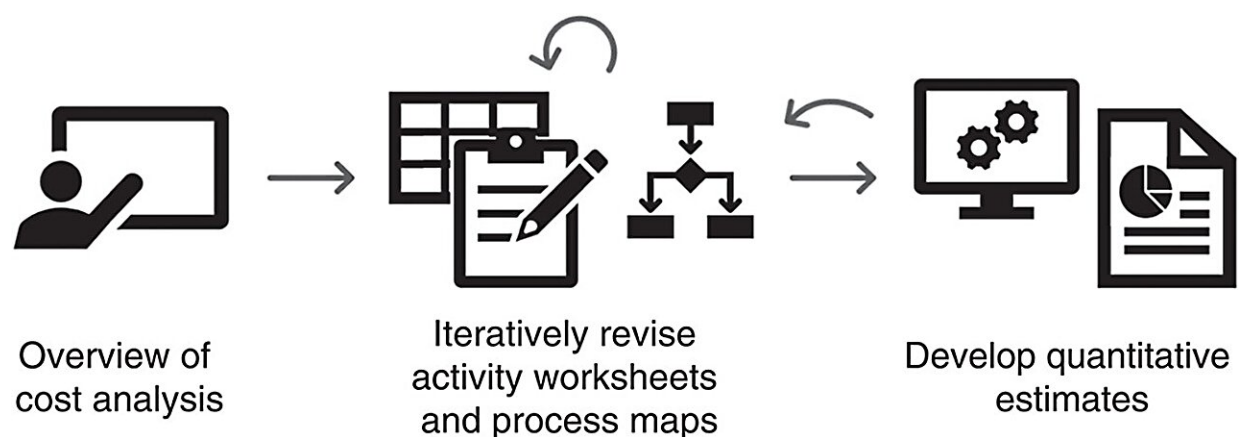 Overview of
cost analysis
Iteratively revise
activity worksheets
and process maps
Develop quantitative
estimates